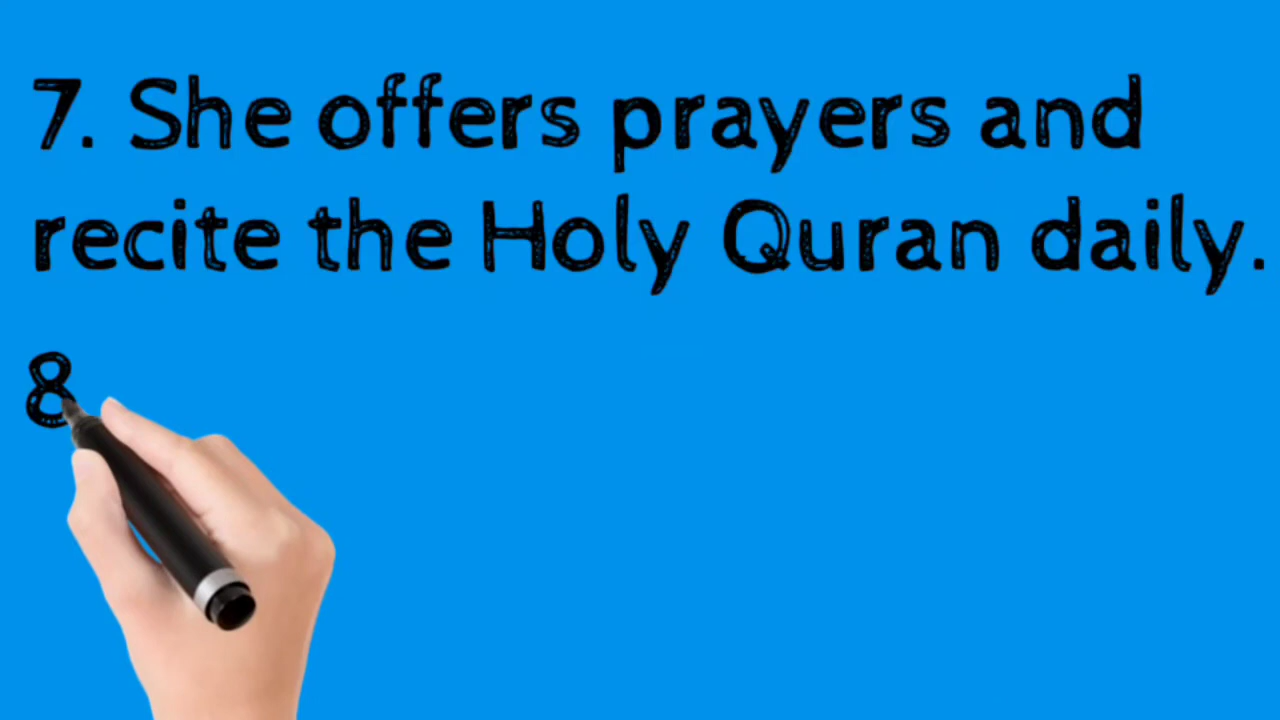 7. She offers prayers and
recite the Holy Quran daily.
8